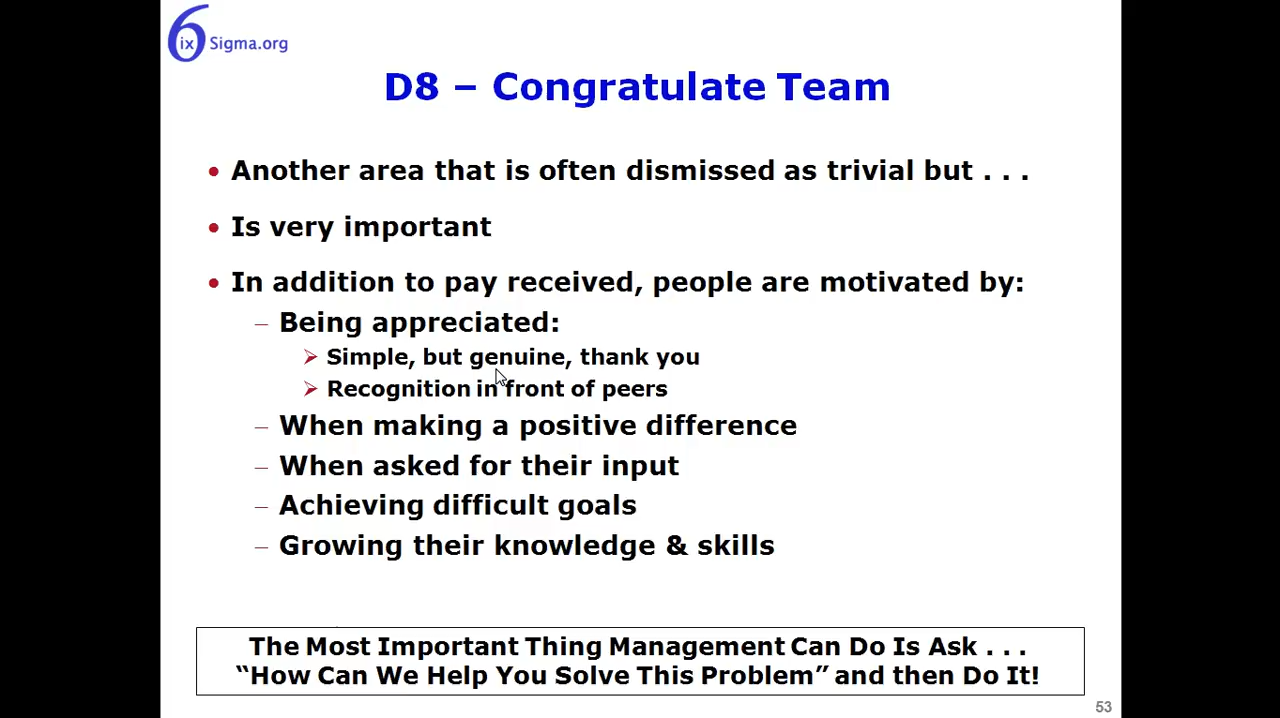 6ix Sigma.org
D8 – Congratulate Team
• Another area that is often dismissed as trivial but . . .
• Is very important
• In addition to pay received, people are motivated by:
– Being appreciated:
➢ Simple, but genuine, thank you
➢ Recognition in front of peers
– When making a positive difference
– When asked for their input
– Achieving difficult goals
– Growing their knowledge & skills
The Most Important Thing Management Can Do Is Ask . . .
“How Can We Help You Solve This Problem” and then Do It!
53